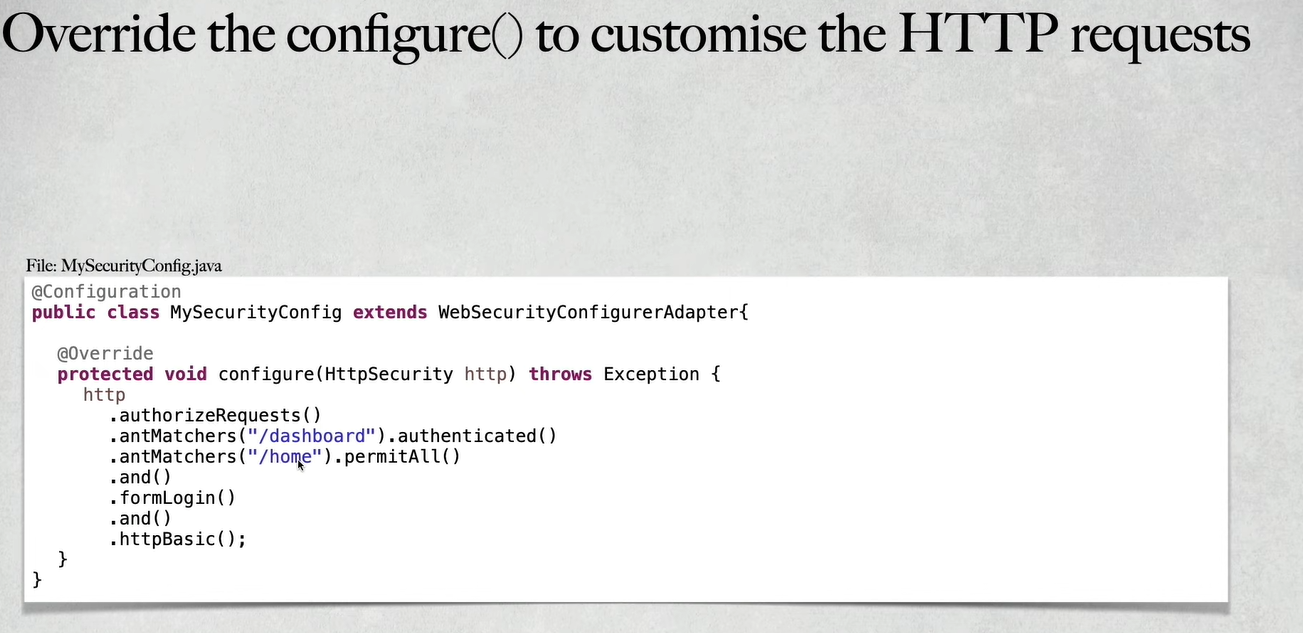 Override the configure() to customise the HTTP requests
File: MySecurityConfig.java
@Configuration
public class MySecurityConfig extends WebSecurityConfigurerAdapter{
@Override
protected void configure(HttpSecurity http) throws Exception {
http
.authorizeRequests()
.antMatchers("/dashboard").authenticated()
.antMatchers("/home").permitAll()
.and()
.formLogin()
.and()
.httpBasic();
}
}